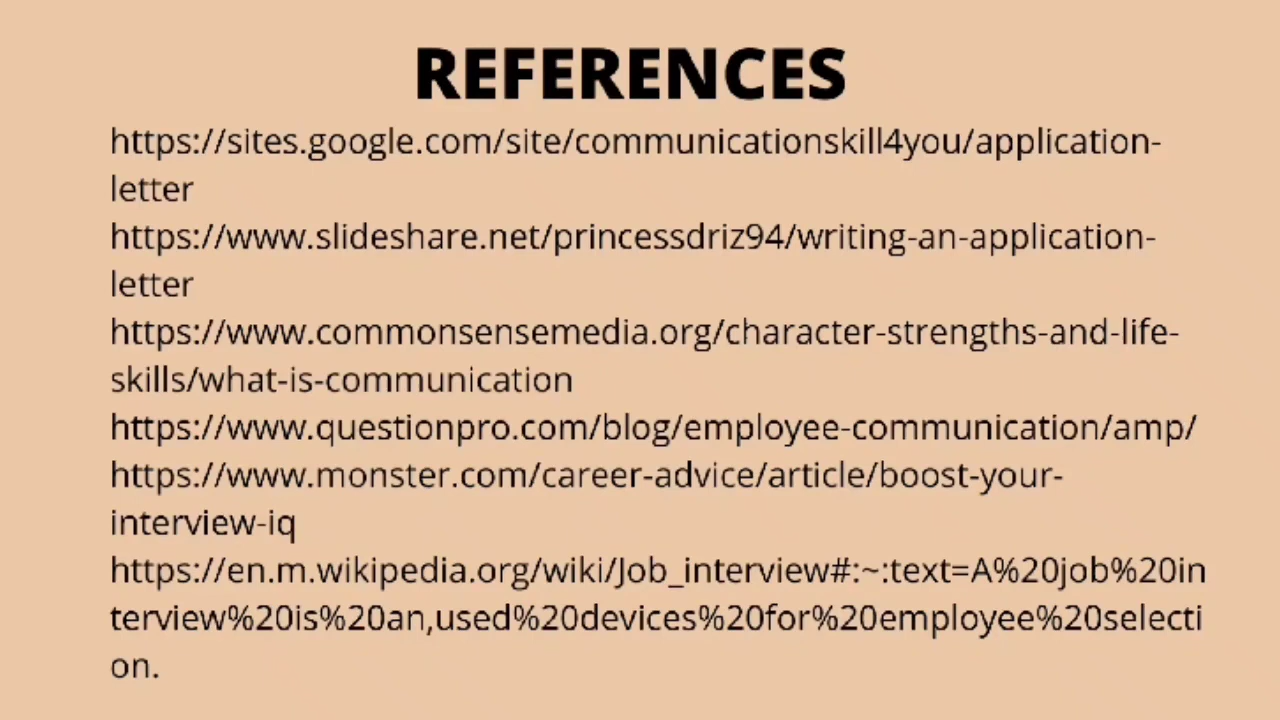 REFERENCES
https://sites.google.com/site/communicationskill4you/application-
letter
https://www.slideshare.net/princessdriz94/writing-an-application-
letter
https://www.commonsensemedia.org/character-strengths-and-life-
skills/what-is-communication
https://www.questionpro.com/blog/employee-communication/amp/
https://www.monster.com/career-advice/article/boost-your-
interview-iq
https://en.m.wikipedia.org/wiki/Job_interview#:~:text=A%20job%20in
terview%20is%20an,used%20devices%20for%20employee%20selecti
on.